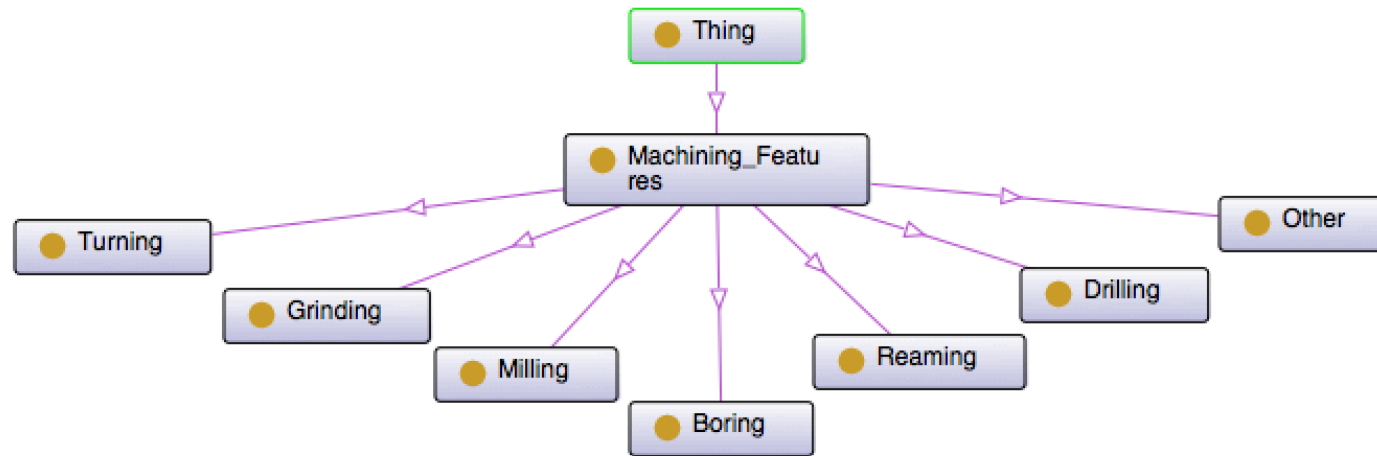 Thing
Machining_Featu
res
Turning
Grinding
Milling
Boring
Reaming
Drilling
Other